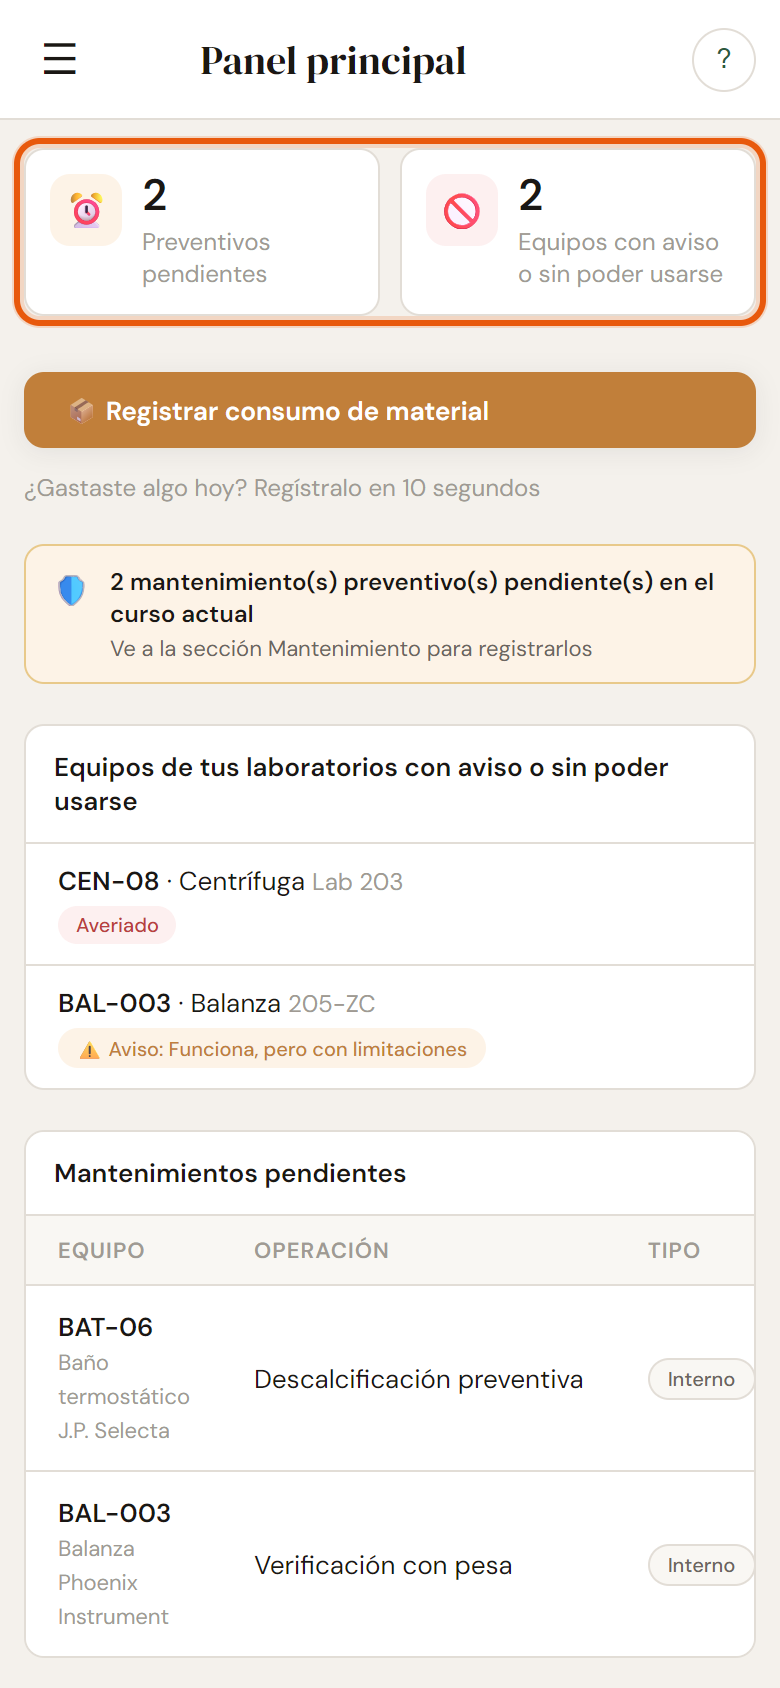 Panel principal
?
2
Preventivos
pendientes
2
Equipos con aviso
o sin poder usarse
Registrar consumo de material
¿Gastaste algo hoy? Regístralo en 10 segundos
2 mantenimiento(s) preventivo(s) pendiente(s) en el
curso actual
Ve a la sección Mantenimiento para registrarlos
Equipos de tus laboratorios con aviso o sin poder
usarse
CEN-08 · Centrífuga Lab 203
Averiado
BAL-003 · Balanza 205-ZC
Aviso: Funciona, pero con limitaciones
Mantenimientos pendientes
EQUIPO OPERACIÓN TIPO
BAT-06
Baño
termostático
J.P. Selecta
Descalcificación preventiva
Interno
BAL-003
Balanza
Phoenix
Instrument
Verificación con pesa
Interno